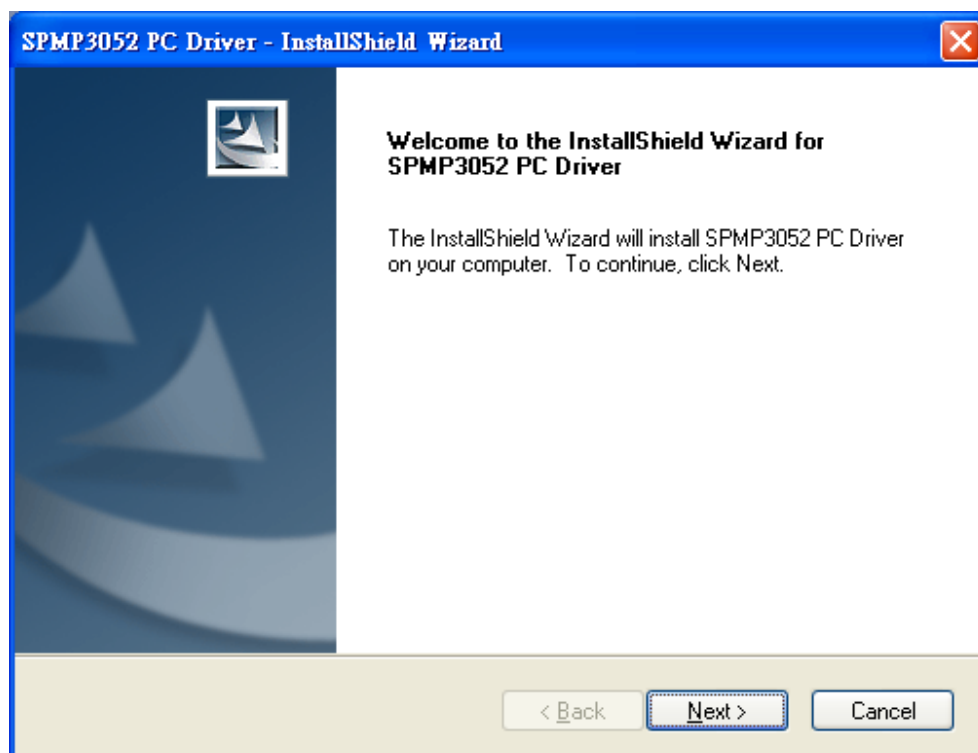 SPMP3052 PC Driver - InstallShield Wizard
Welcome to the InstallShield Wizard for
SPMP3052 PC Driver
The InstallShield Wizard will install SPMP3052 PC Driver
on your computer.  To continue, click Next.
< Back
Next >
Cancel